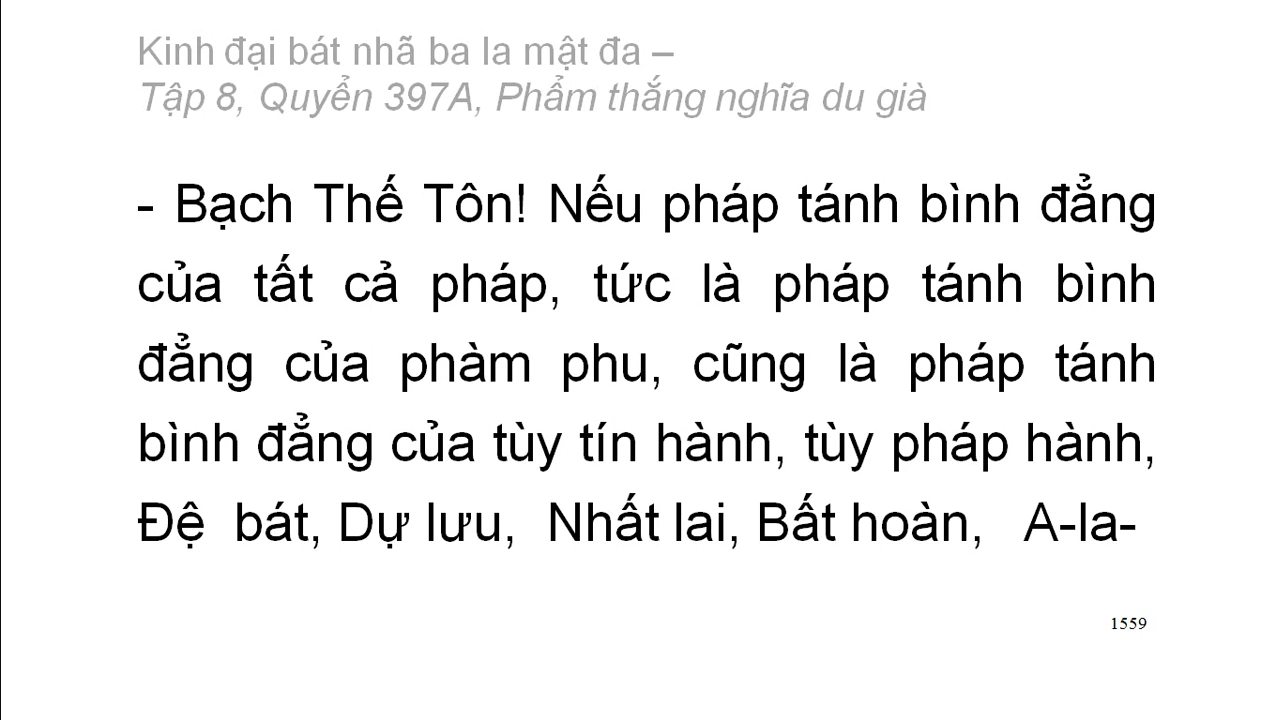 Kinh đại bát nhã ba la mật đa –
Tập 8, Quyển 397A, Phẩm thắng nghĩa du già
- Bạch Thế Tôn! Nếu pháp tánh bình đẳng
của tất cả pháp, tức là pháp tánh bình
đẳng của phàm phu, cũng là pháp tánh
bình đẳng của tùy tín hành, tùy pháp hành,
Đệ bát, Dự lưu, Nhất lai, Bất hoàn, A-la-
1559